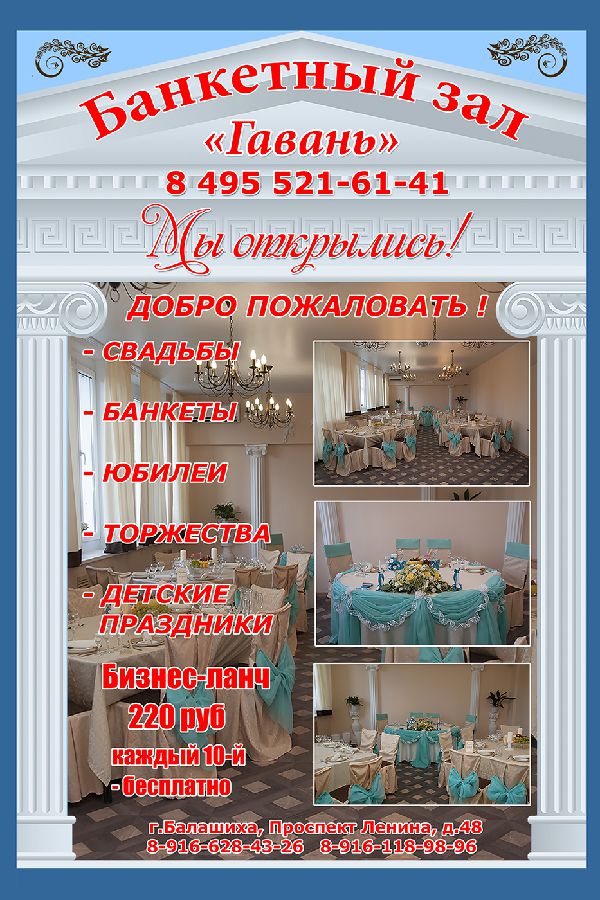 Банкетный зал
«Гавань»
8 495 521-61-41
Мы открылись!
ДОБРО ПОЖАЛОВАТЬ !
- СВАДЬБЫ
- БАНКЕТЫ
- ЮБИЛЕИ
- ТОРЖЕСТВА
- ДЕТСКИЕ
ПРАЗДНИКИ
Бизнес-ланч
220 руб
каждый 10-й
- бесплатно
г.Балашиха, Проспект Ленина, д.48
8-916-628-43-26 8-916-118-98-96